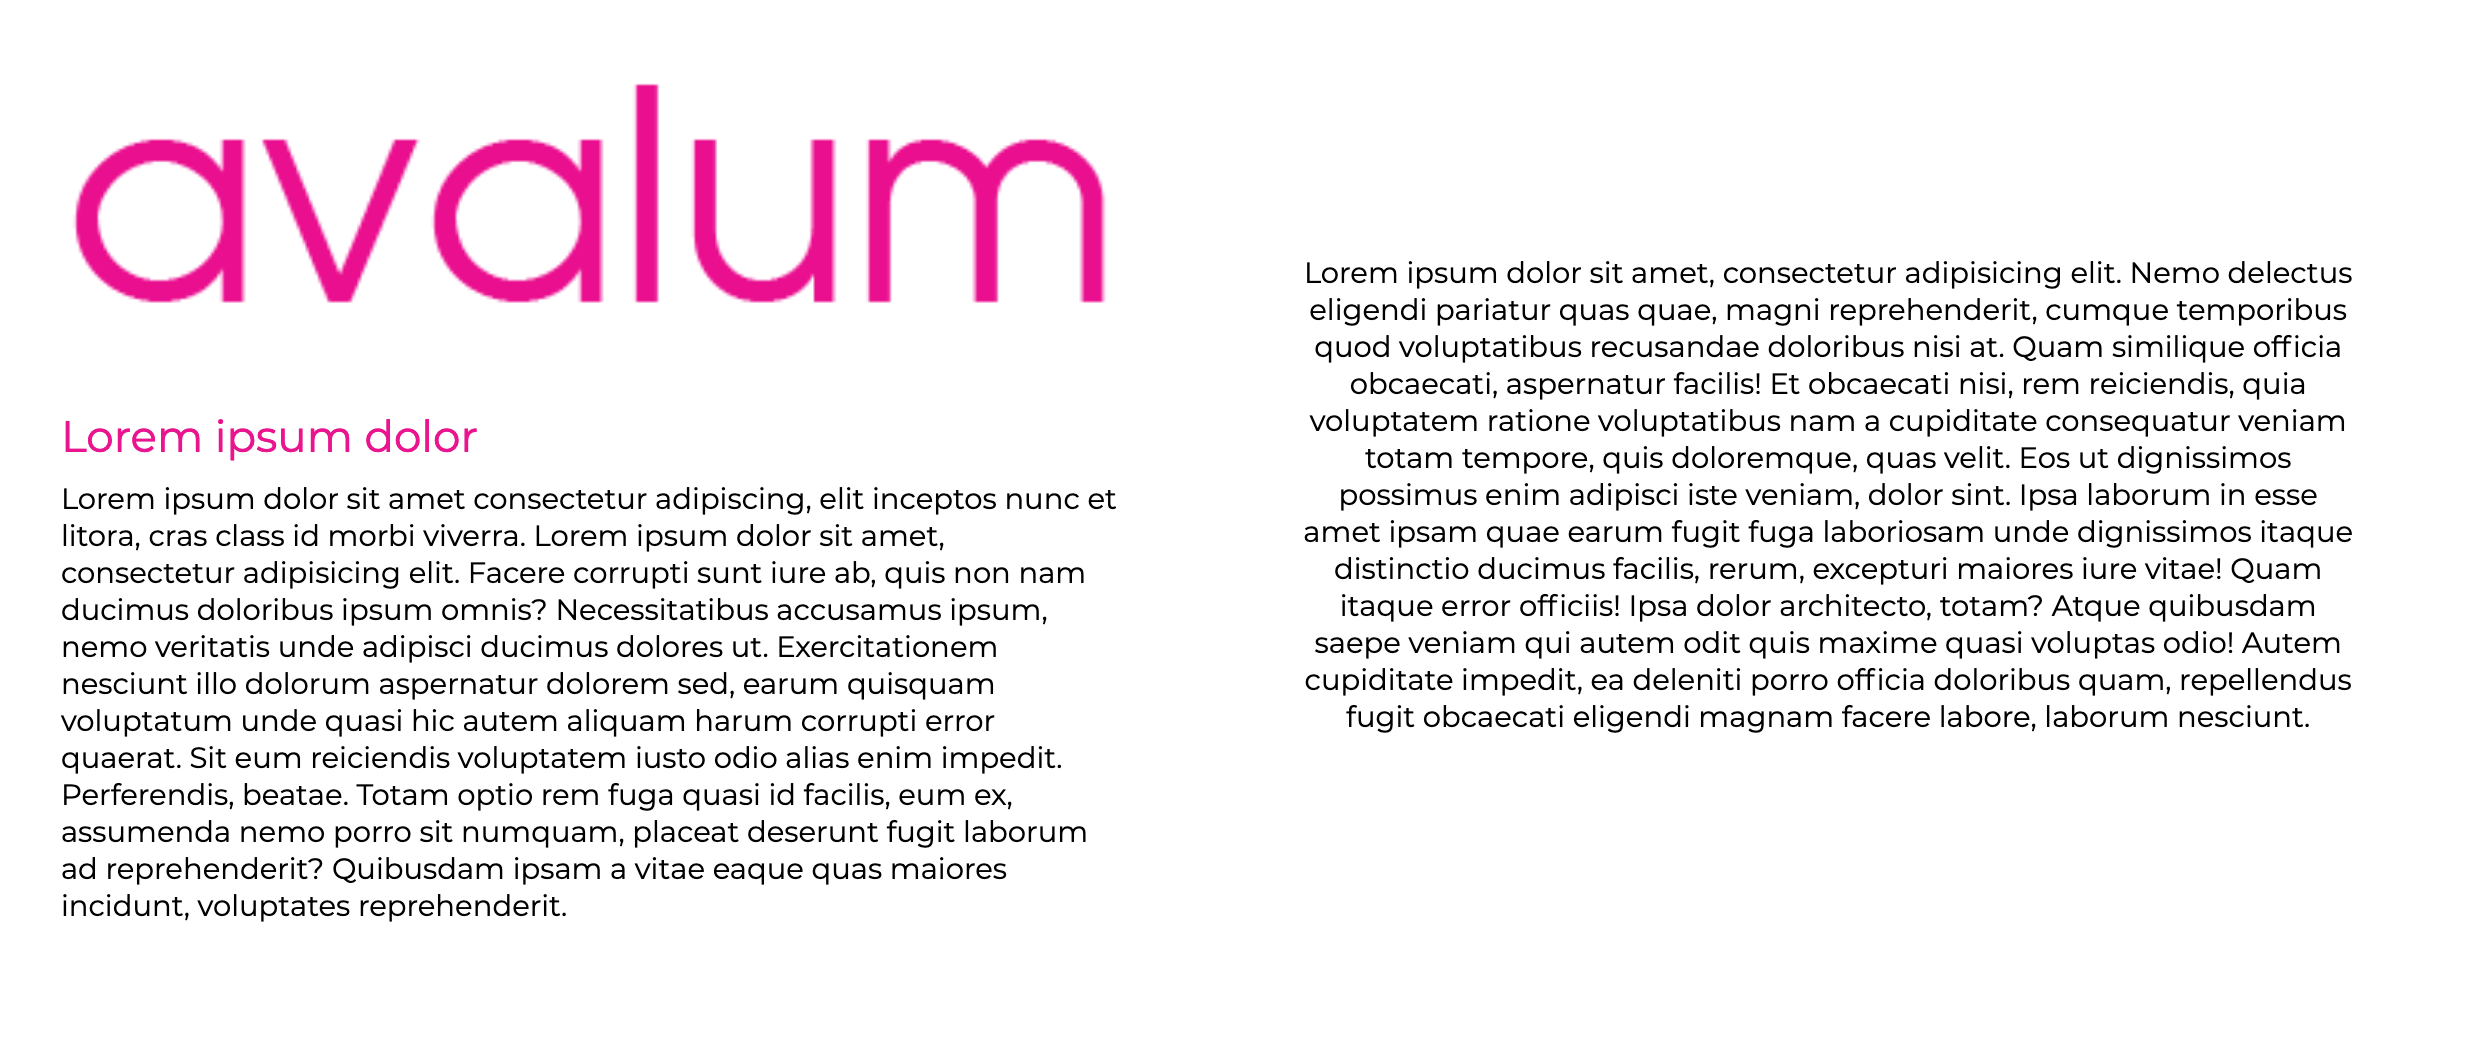 avalum
Lorem ipsum dolor
Lorem ipsum dolor sit amet consectetur adipiscing, elit inceptos nunc et
litora, cras class id morbi viverra. Lorem ipsum dolor sit amet,
consectetur adipisicing elit. Facere corrupti sunt iure ab, quis non nam
ducimus doloribus ipsum omnis? Necessitatibus accusamus ipsum,
nemo veritatis unde adipisci ducimus dolores ut. Exercitationem
nesciunt illo dolorum aspernatur dolorem sed, earum quisquam
voluptatum unde quasi hic autem aliquam harum corrupti error
quaerat. Sit eum reiciendis voluptatem iusto odio alias enim impedit.
Perferendis, beatae. Totam optio rem fuga quasi id facilis, eum ex,
assumenda nemo porro sit numquam, placeat deserunt fugit laborum
ad reprehenderit? Quibusdam ipsam a vitae eaque quas maiores
incidunt, voluptates reprehenderit.
Lorem ipsum dolor sit amet, consectetur adipisicing elit. Nemo delectus
eligendi pariatur quas quae, magni reprehenderit, cumque temporibus
quod voluptatibus recusandae doloribus nisi at. Quam similique officia
obcaecati, aspernatur facilis! Et obcaecati nisi, rem reiciendis, quia
voluptatem ratione voluptatibus nam a cupiditate consequatur veniam
totam tempore, quis doloremque, quas velit. Eos ut dignissimos
possimus enim adipisci iste veniam, dolor sint. Ipsa laborum in esse
amet ipsam quae earum fugit fuga laboriosam unde dignissimos itaque
distinctio ducimus facilis, rerum, excepturi maiores iure vitae! Quam
itaque error officiis! Ipsa dolor architecto, totam? Atque quibusdam
saepe veniam qui autem odit quis maxime quasi voluptas odio! Autem
cupiditate impedit, ea deleniti porro officia doloribus quam, repellendus
fugit obcaecati eligendi magnam facere labore, laborum nesciunt.